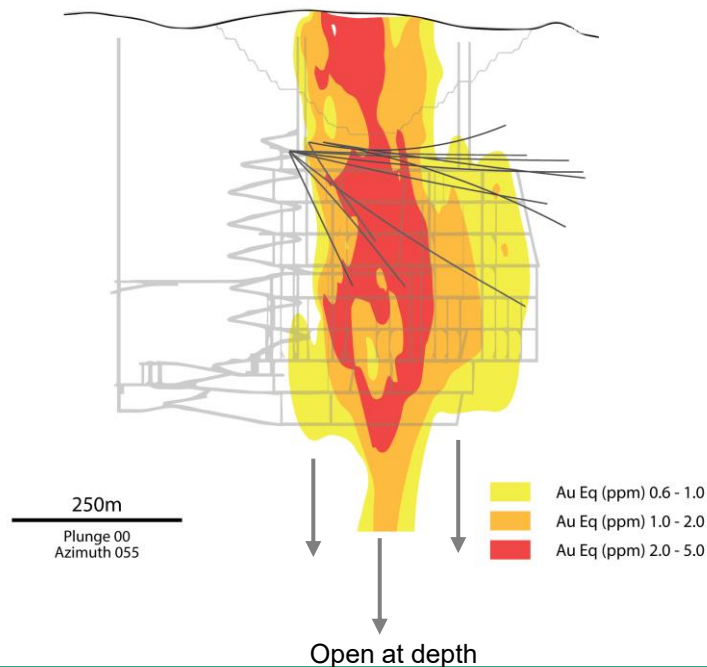 250m
Plunge 00
Azimuth 055
Au Eq (ppm) 0.6 - 1.0
Au Eq (ppm) 1.0 - 2.0
Au Eq (ppm) 2.0 - 5.0
Open at depth